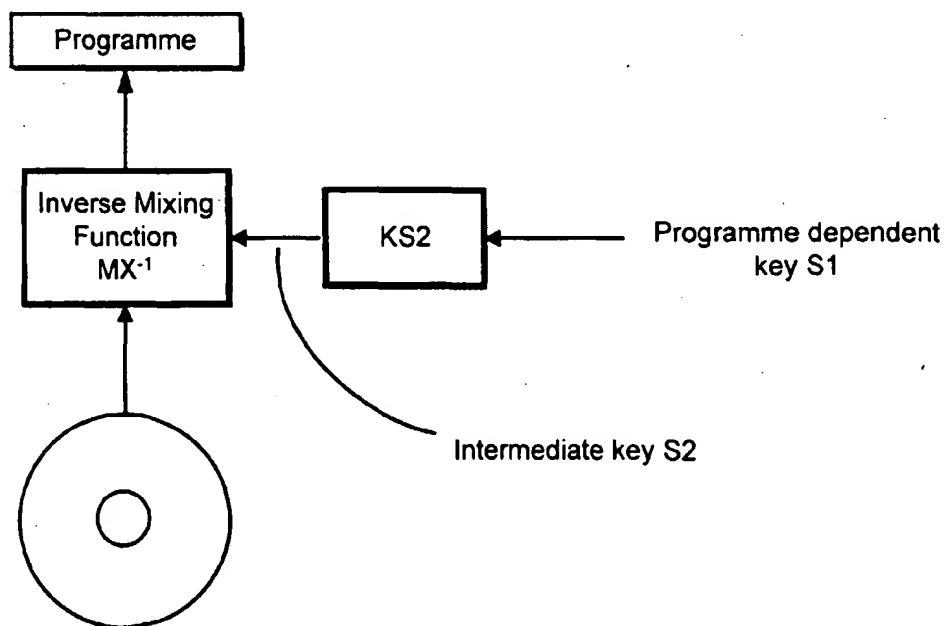 Programme
Inverse Mixing
Function
MX⁻¹
KS2
Programme dependent
key S1
Intermediate key S2